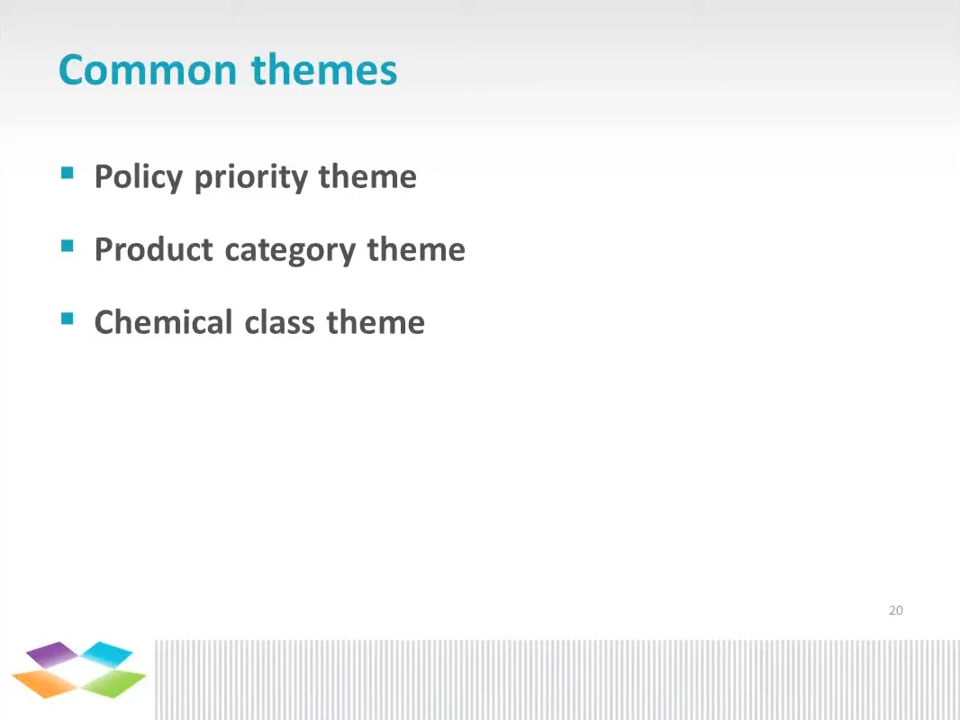 Common themes
Policy priority theme
Product category theme
Chemical class theme
20